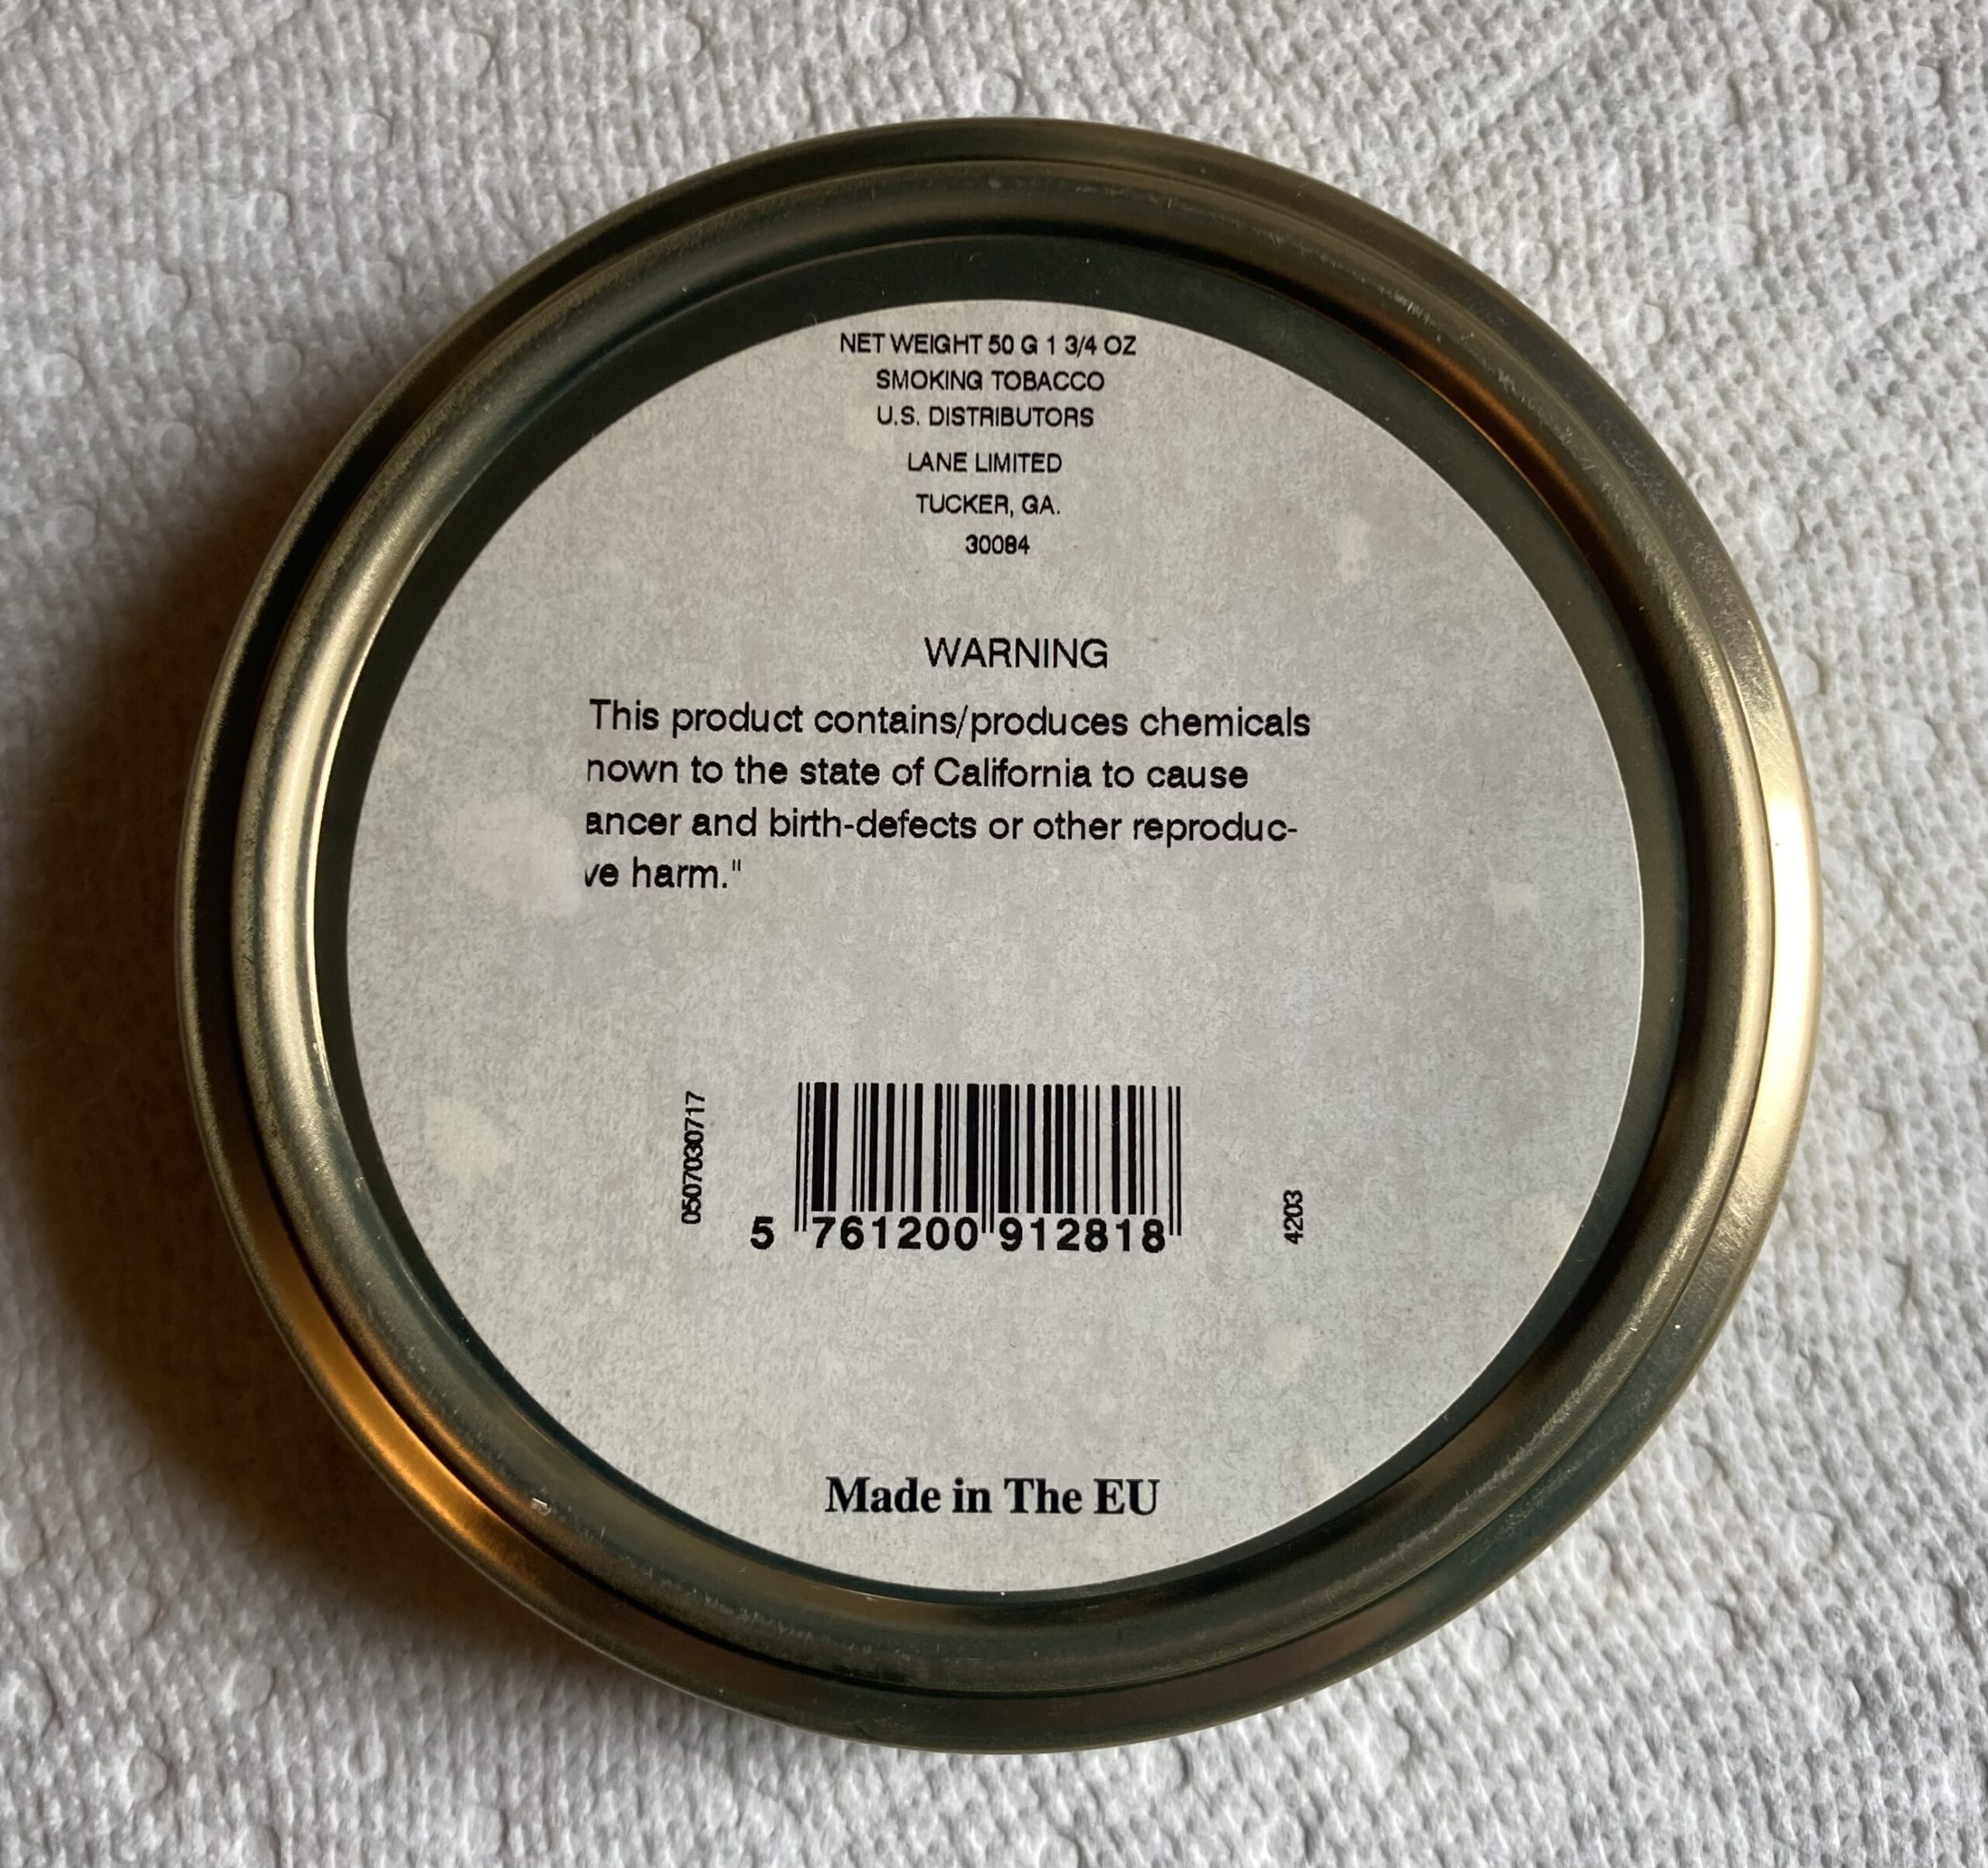 NET WEIGHT 50 G 1 3/4 OZ
SMOKING TOBACCO
U.S. DISTRIBUTORS
LANE LIMITED
TUCKER, GA.
30084
WARNING
This product contains/produces chemicals
nown to the state of California to cause
ancer and birth-defects or other reproduc-
ve harm."
0507030717
5 761200 912818
4203
Made in The EU